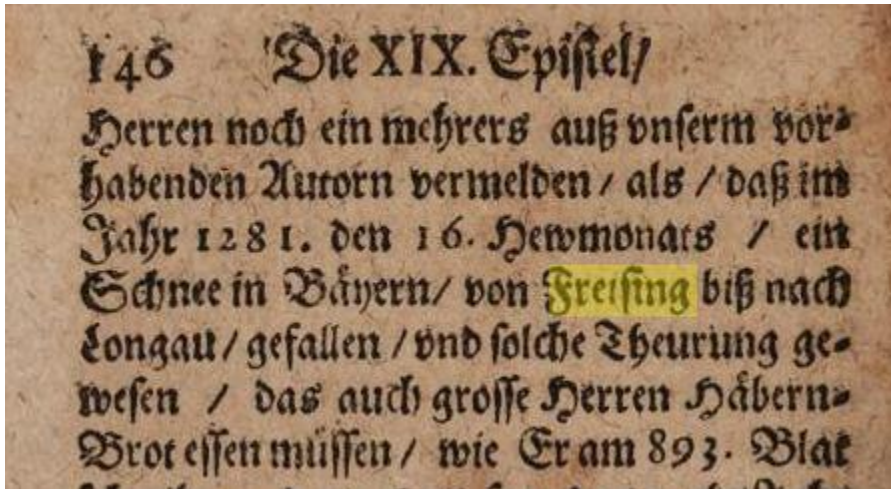 146 Die XIX. Epistel/
Herren noch ein mehrers auß vnserm vor-
habenden Autorn vermelden / als / daß im
Jahr 1281. den 16. Hewmonats / ein
Schnee in Bäyern / von Freising biß nach
Longau / gefallen / vnd solche Theurung ge-
wesen / das auch grosse Herren Häbern-
Brot essen müssen / wie Er am 893. Blat